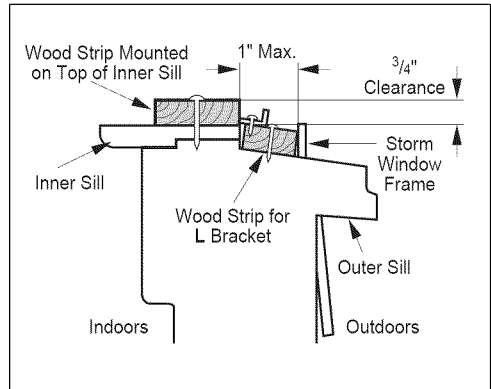 Wood Strip Mounted
on Top of Inner Sill
1" Max.
3/4"
Clearance
Inner Sill
Storm
Window
Frame
Wood Strip for
L Bracket
Outer Sill
Indoors
Outdoors